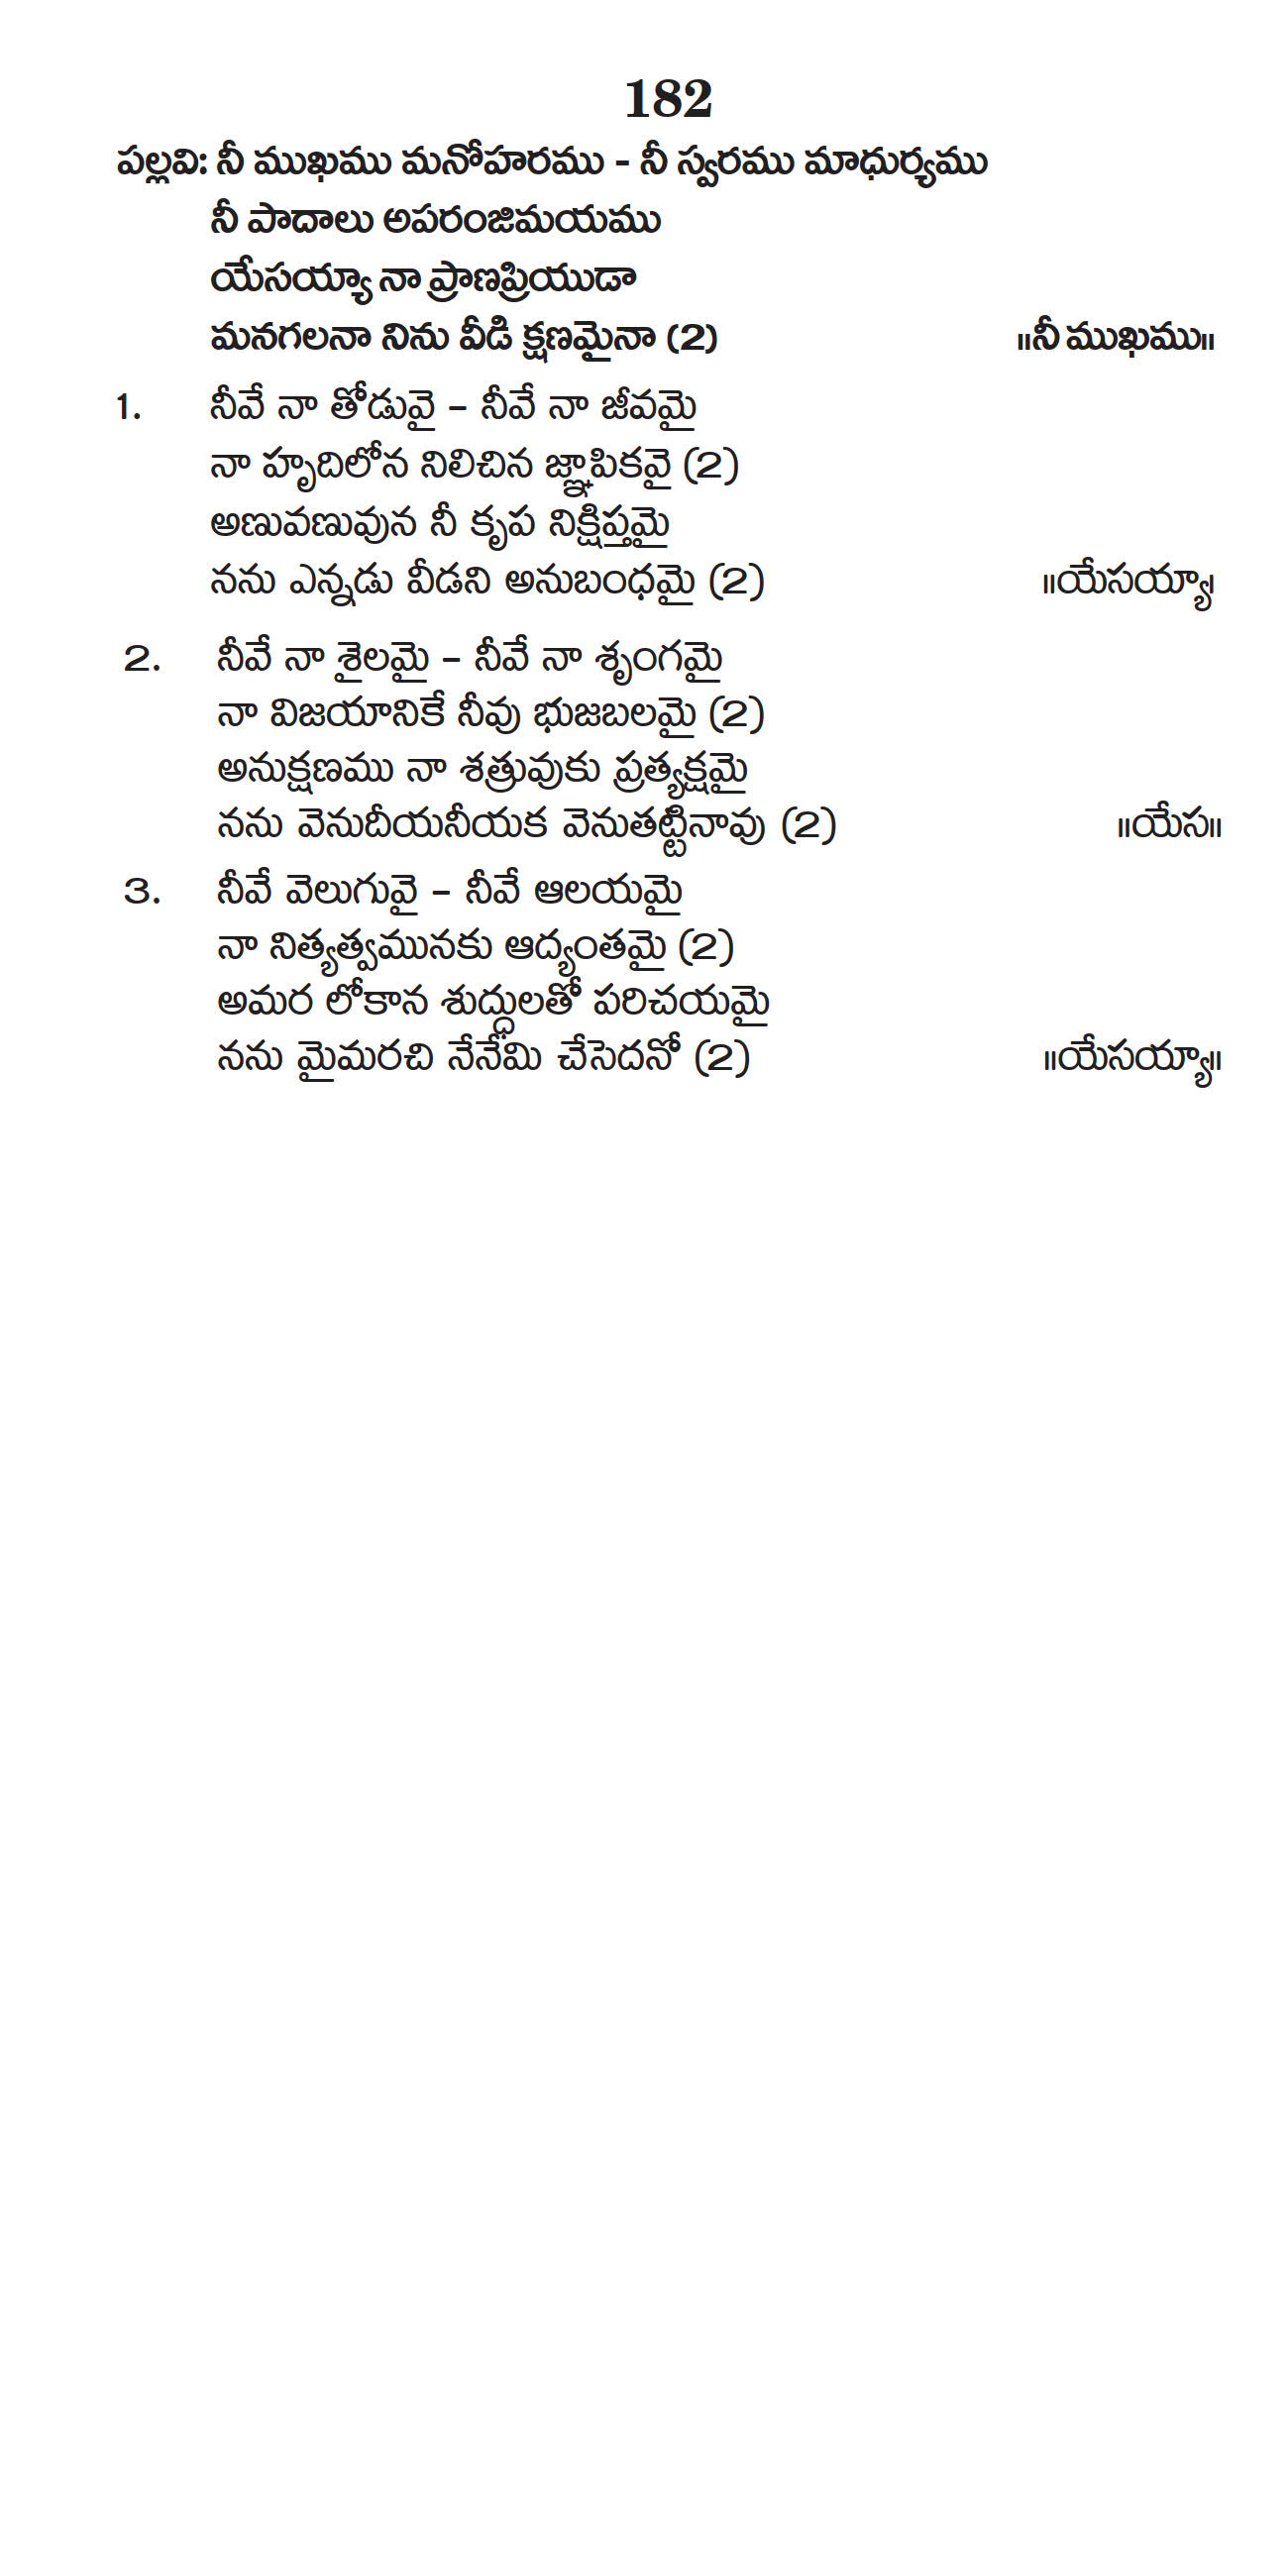 182
పల్లవి: నీ ముఖము మనోహరము - నీ స్వరము మాధుర్యము
నీ పాదాలు అపరంజిమయము
యేసయ్యా నా ప్రాణప్రియుడా
మనగలనా నిను వీడి క్షణమైనా (2) ॥నీ ముఖము॥
1. నీవే నా తోడువై – నీవే నా జీవమై
నా హృదిలోన నిలిచిన జ్ఞాపికవై (2)
అణువణువున నీ కృప నిక్షిప్తమై
నను ఎన్నడు వీడని అనుబంధమై (2) ॥యేసయ్యా
2. నీవే నా శైలమై – నీవే నా శృంగమై
నా విజయానికే నీవు భుజబలమై (2)
అనుక్షణము నా శత్రువుకు ప్రత్యక్షమై
నను వెనుదీయనీయక వెనుతట్టినావు (2) ॥యేస॥
3. నీవే వెలుగువై – నీవే ఆలయమై
నా నిత్యత్వమునకు ఆద్యంతమై (2)
అమర లోకాన శుద్ధులతో పరిచయమై
నను మైమరచి నేనేమి చేసెదనో (2) ॥యేసయ్యా॥